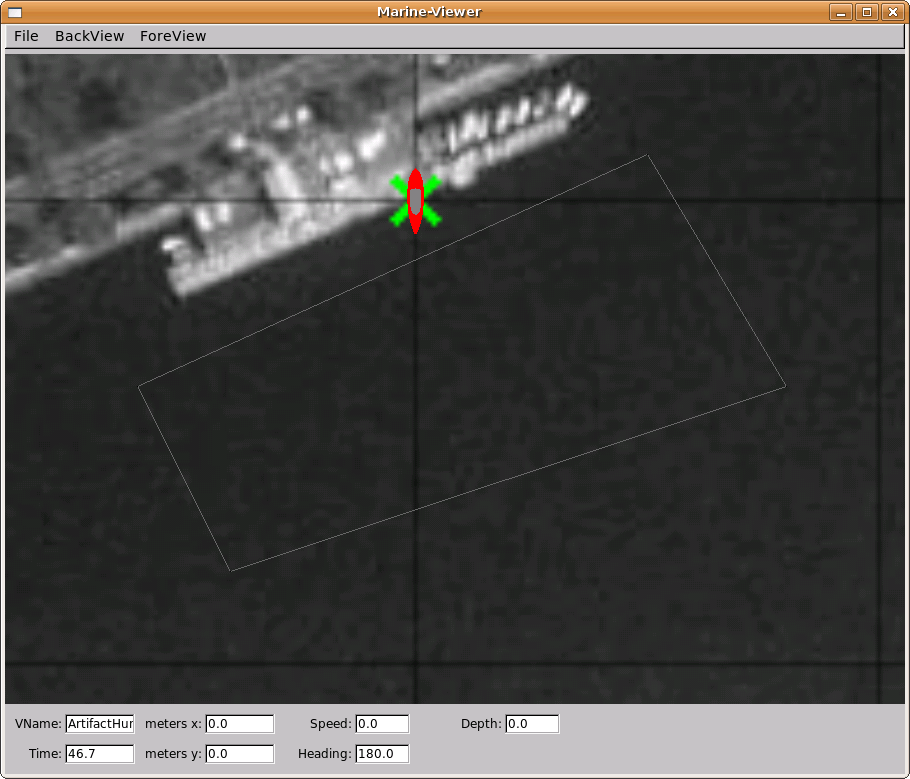 Marine-Viewer
File BackView ForeView
VName: ArtifactHur meters x: 0.0 Speed: 0.0 Depth: 0.0
Time: 46.7 meters y: 0.0 Heading: 180.0